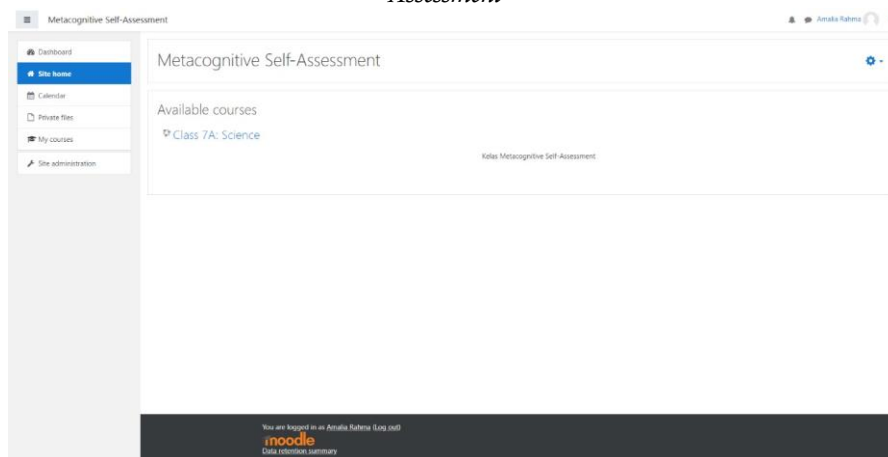 Assessment
Metacognitive Self-Assessment
Amalia Rahma
Dashboard
Site home
Calendar
Private files
My courses
Site administration
Metacognitive Self-Assessment
Available courses
Class 7A: Science
Kelas Metacognitive Self-Assessment
You are logged in as Amalia Rahma (Log out)
moodle
Data retention summary